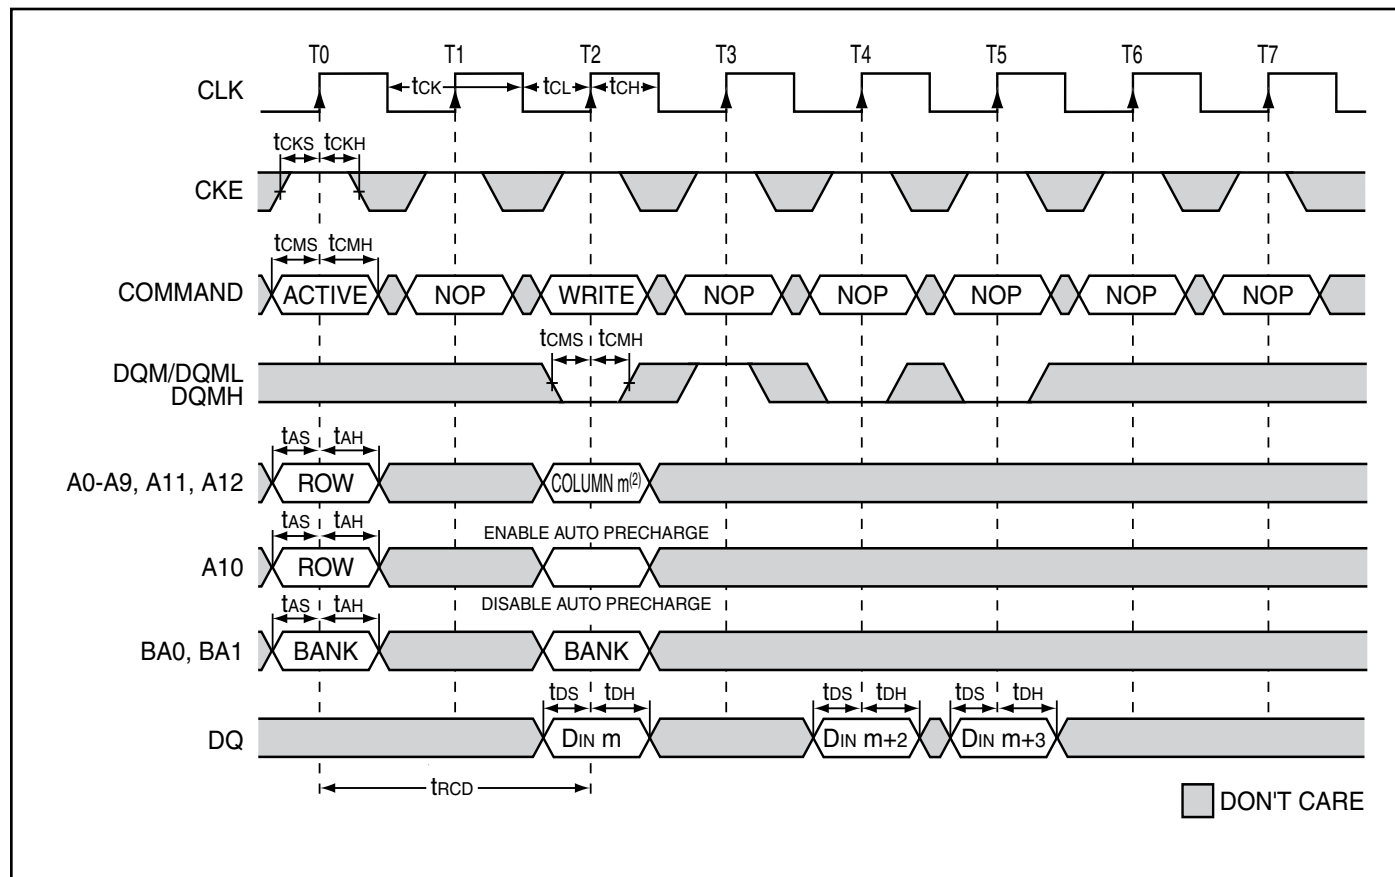 T0 T1 T2 T3 T4 T5 T6 T7
CLK
tCK tCL tCH
tCKS tCKH
CKE
tCMS tCMH
COMMAND
ACTIVE NOP WRITE NOP NOP NOP NOP NOP
tCMS tCMH
DQM/DQML
DQMH
tAS tAH
A0-A9, A11, A12
ROW COLUMN m(2)
tAS tAH
ENABLE AUTO PRECHARGE
A10
ROW
tAS tAH
DISABLE AUTO PRECHARGE
BA0, BA1
BANK BANK
tDS tDH tDS tDH tDS tDH
DQ
DIN m DIN m+2 DIN m+3
tRCD
DON'T CARE